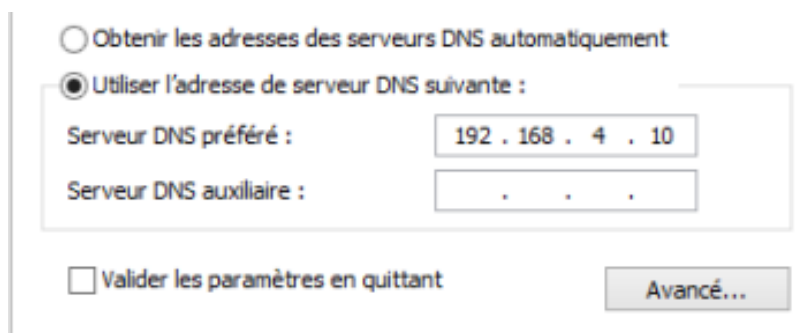 Obtenir les adresses des serveurs DNS automatiquement
Utiliser l'adresse de serveur DNS suivante :
Serveur DNS préféré : 192 . 168 . 4 . 10
Serveur DNS auxiliaire : . . .
Valider les paramètres en quittant Avancé...